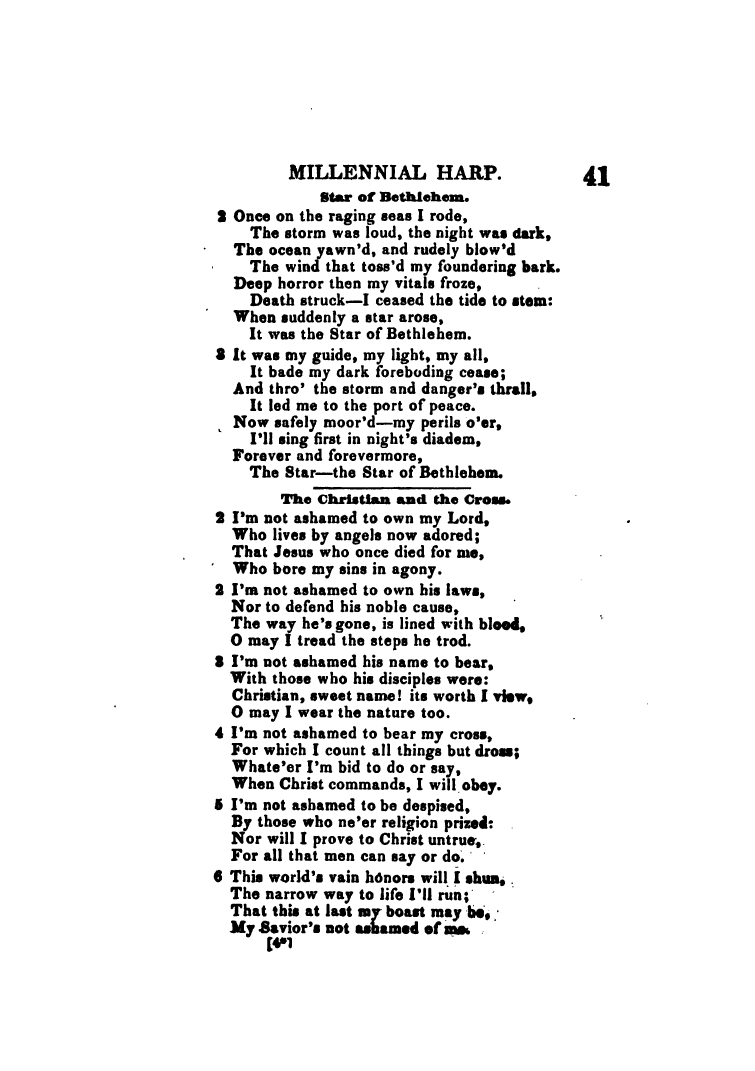 MILLENNIAL HARP. 41
Star of Bethlehem.
2 Once on the raging seas I rode,
The storm was loud, the night was dark,
The ocean yawn'd, and rudely blow'd
The wind that toss'd my foundering bark.
Deep horror then my vitals froze,
Death struck—I ceased the tide to stem:
When suddenly a star arose,
It was the Star of Bethlehem.
3 It was my guide, my light, my all,
It bade my dark foreboding cease;
And thro' the storm and danger's thrall,
It led me to the port of peace.
Now safely moor'd—my perils o'er,
I'll sing first in night's diadem,
Forever and forevermore,
The Star—the Star of Bethlehem.
The Christian and the Cross.
2 I'm not ashamed to own my Lord,
Who lives by angels now adored;
That Jesus who once died for me,
Who bore my sins in agony.
2 I'm not ashamed to own his laws,
Nor to defend his noble cause,
The way he's gone, is lined with blood,
O may I tread the steps he trod.
3 I'm not ashamed his name to bear,
With those who his disciples were:
Christian, sweet name! its worth I view,
O may I wear the nature too.
4 I'm not ashamed to bear my cross,
For which I count all things but dross;
Whate'er I'm bid to do or say,
When Christ commands, I will obey.
5 I'm not ashamed to be despised,
By those who ne'er religion prized:
Nor will I prove to Christ untrue,
For all that men can say or do.
6 This world's vain honors will I shun,
The narrow way to life I'll run;
That this at last my boast may be,
My Savior's not ashamed of me.
[4*]